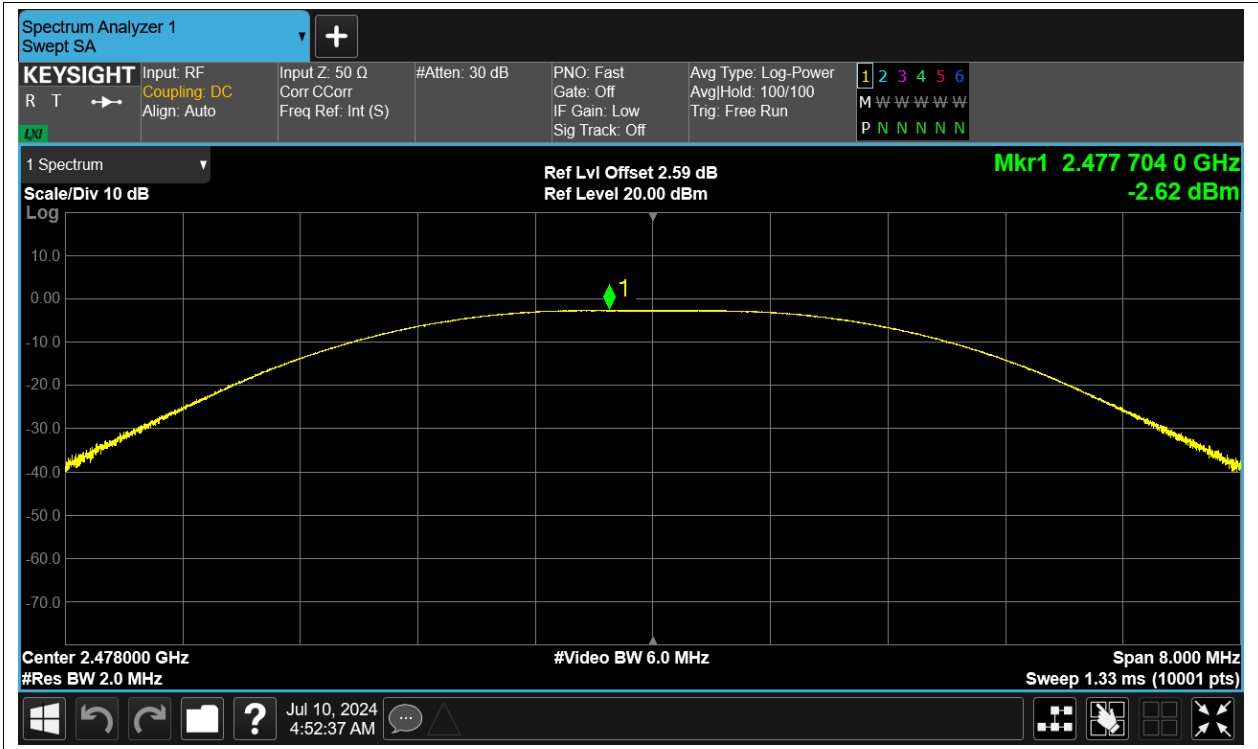 Spectrum Analyzer 1
Swept SA
KEYSIGHT
R T
LXI
Input: RF
Coupling: DC
Align: Auto
Input Z: 50 Ω
Corr CCorr
Freq Ref: Int (S)
#Atten: 30 dB
PNO: Fast
Gate: Off
IF Gain: Low
Sig Track: Off
Avg Type: Log-Power
Avg|Hold: 100/100
Trig: Free Run
1 2 3 4 5 6
M W W W W W
P N N N N N
1 Spectrum
Scale/Div 10 dB
Log
Ref Lvl Offset 2.59 dB
Ref Level 20.00 dBm
Mkr1 2.477 704 0 GHz
-2.62 dBm
10.0
0.00
1
-10.0
-20.0
-30.0
-40.0
-50.0
-60.0
-70.0
Center 2.478000 GHz
#Video BW 6.0 MHz
Span 8.000 MHz
#Res BW 2.0 MHz
Sweep 1.33 ms (10001 pts)
?
Jul 10, 2024
4:52:37 AM